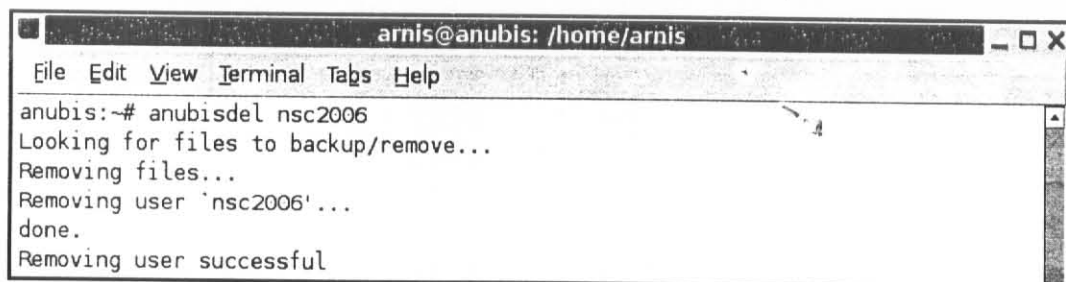 arnis@anubis: /home/arnis
File Edit View Terminal Tabs Help
anubis:~# anubisdel nsc2006
Looking for files to backup/remove...
Removing files...
Removing user `nsc2006'...
done.
Removing user successful